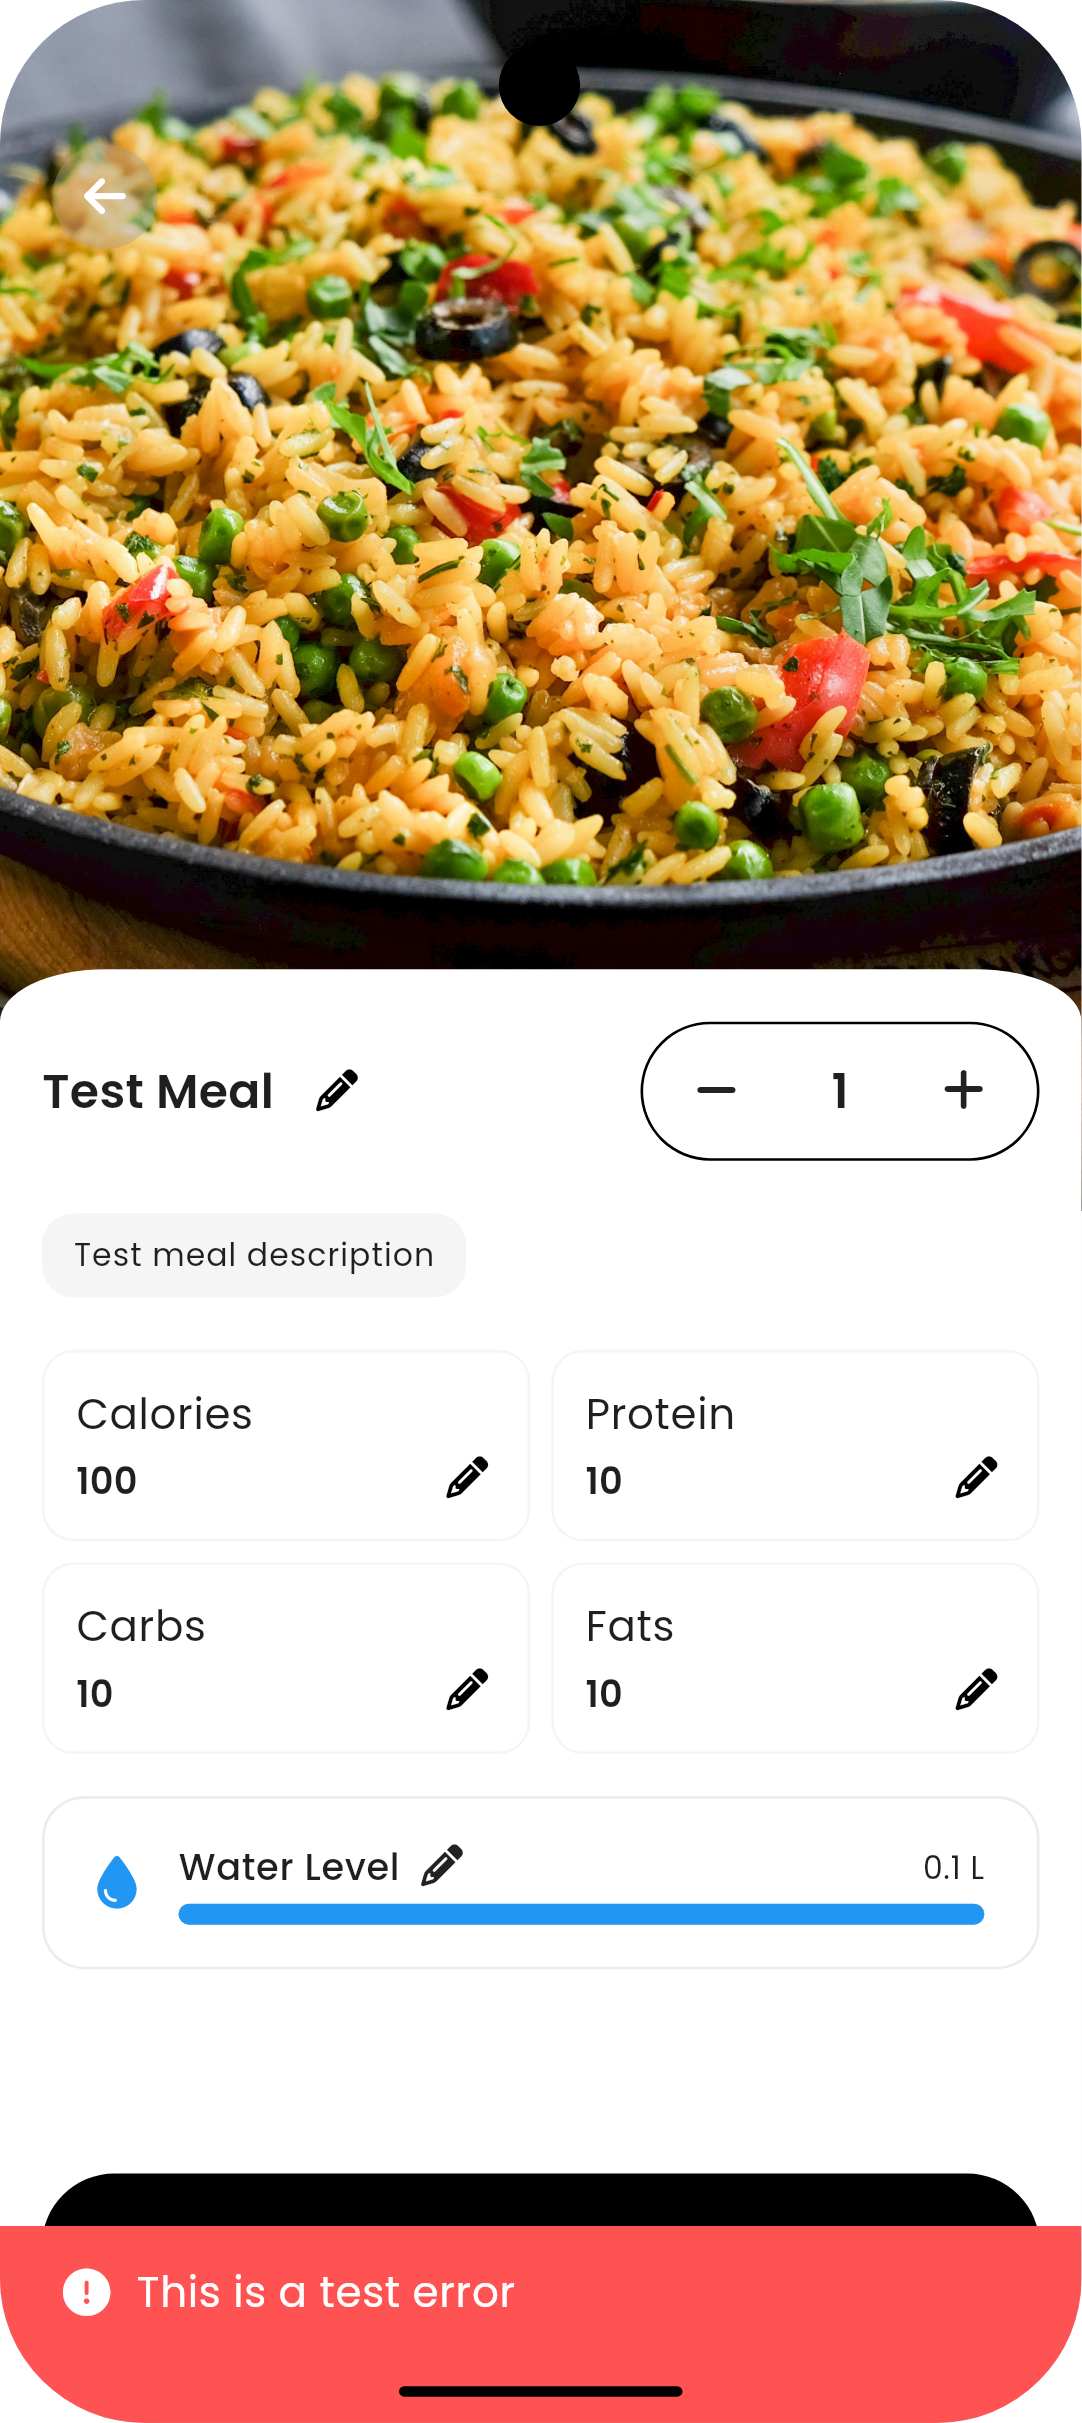 Test Meal
1
Test meal description
Calories
100
Protein
10
Carbs
10
Fats
10
Water Level
0.1 L
This is a test error